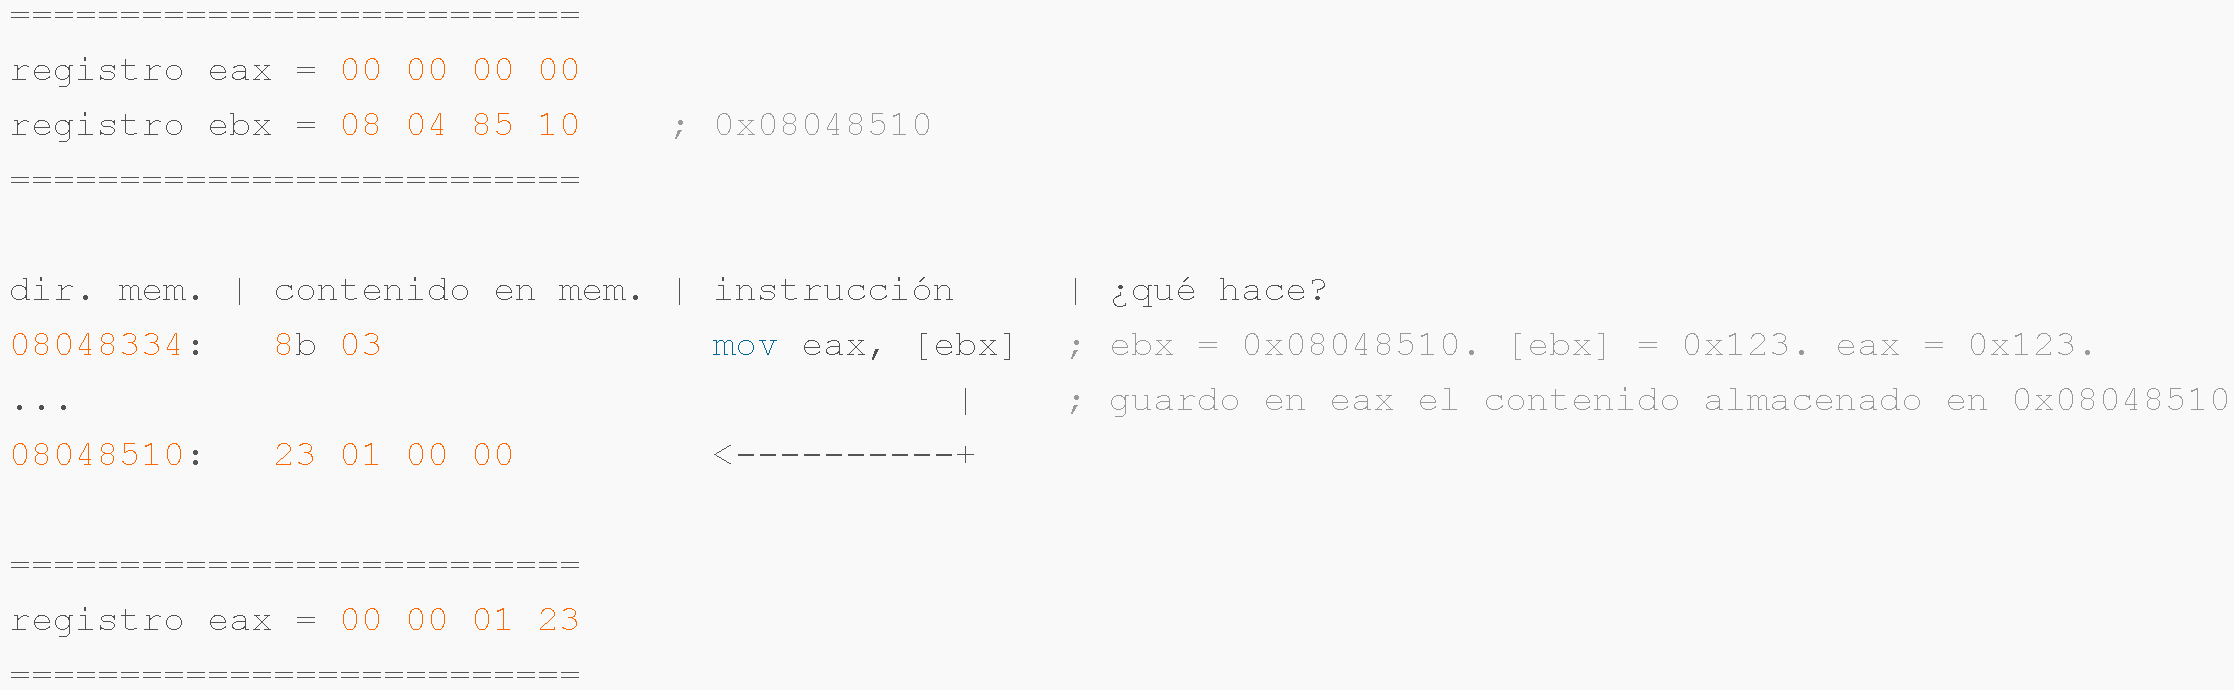 ==========================
registro eax = 00 00 00 00
registro ebx = 08 04 85 10    ; 0x08048510
==========================
dir. mem. | contenido en mem. | instrucción     | ¿qué hace?
08048334:   8b 03               mov eax, [ebx]  ; ebx = 0x08048510. [ebx] = 0x123. eax = 0x123.
...                                        |    ; guardo en eax el contenido almacenado en 0x08048510
08048510:   23 01 00 00         <----------+
==========================
registro eax = 00 00 01 23
==========================